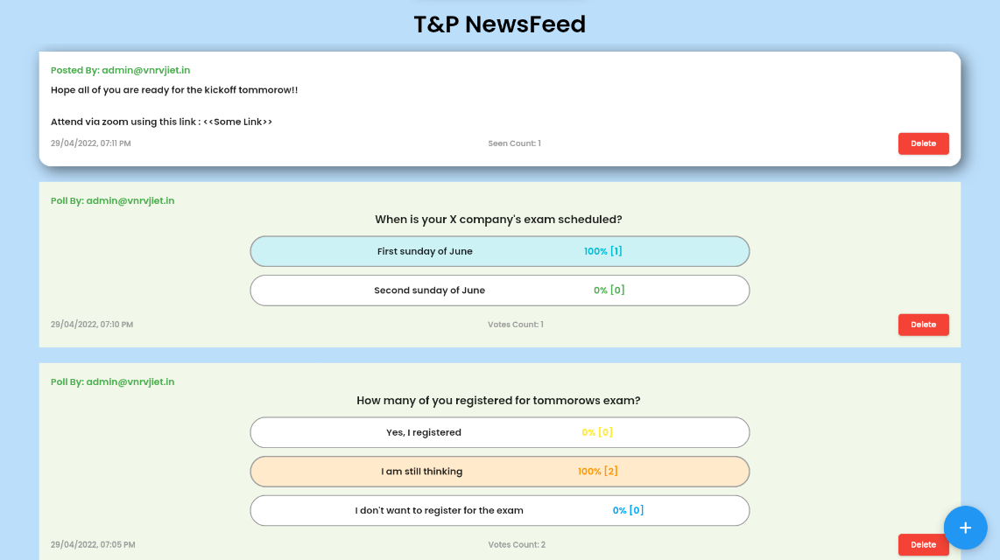 T&P NewsFeed
Posted By: admin@vnrvjiet.in
Hope all of you are ready for the kickoff tommorow!!
Attend via zoom using this link : <<Some Link>>
29/04/2022, 07:11 PM Seen Count: 1 Delete
Poll By: admin@vnrvjiet.in
When is your X company's exam scheduled?
First sunday of June 100% [1]
Second sunday of June 0% [0]
29/04/2022, 07:10 PM Votes Count: 1 Delete
Poll By: admin@vnrvjiet.in
How many of you registered for tommorows exam?
Yes, I registered 0% [0]
I am still thinking 100% [2]
I don't want to register for the exam 0% [0]
29/04/2022, 07:05 PM Votes Count: 2 Delete
+